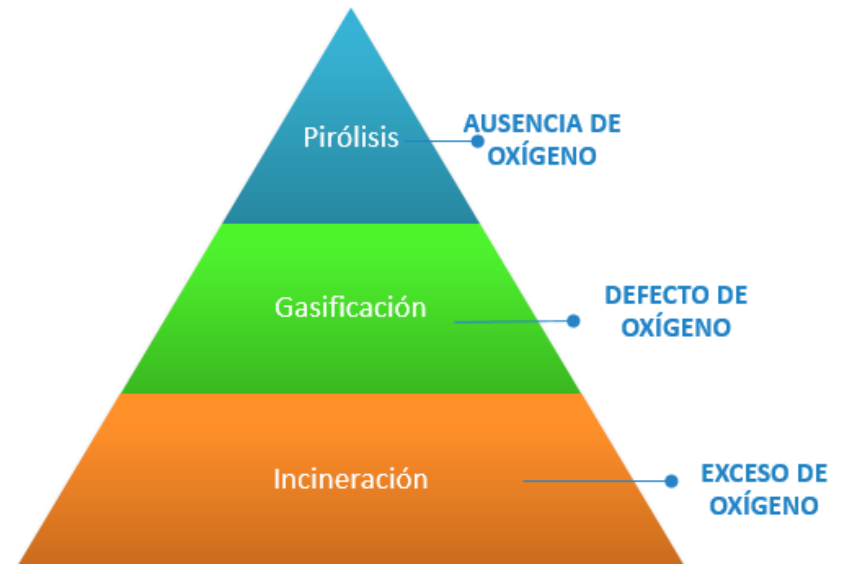 Pirólisis
AUSENCIA DE
OXÍGENO
Gasificación
DEFECTO DE
OXÍGENO
Incineración
EXCESO DE
OXÍGENO